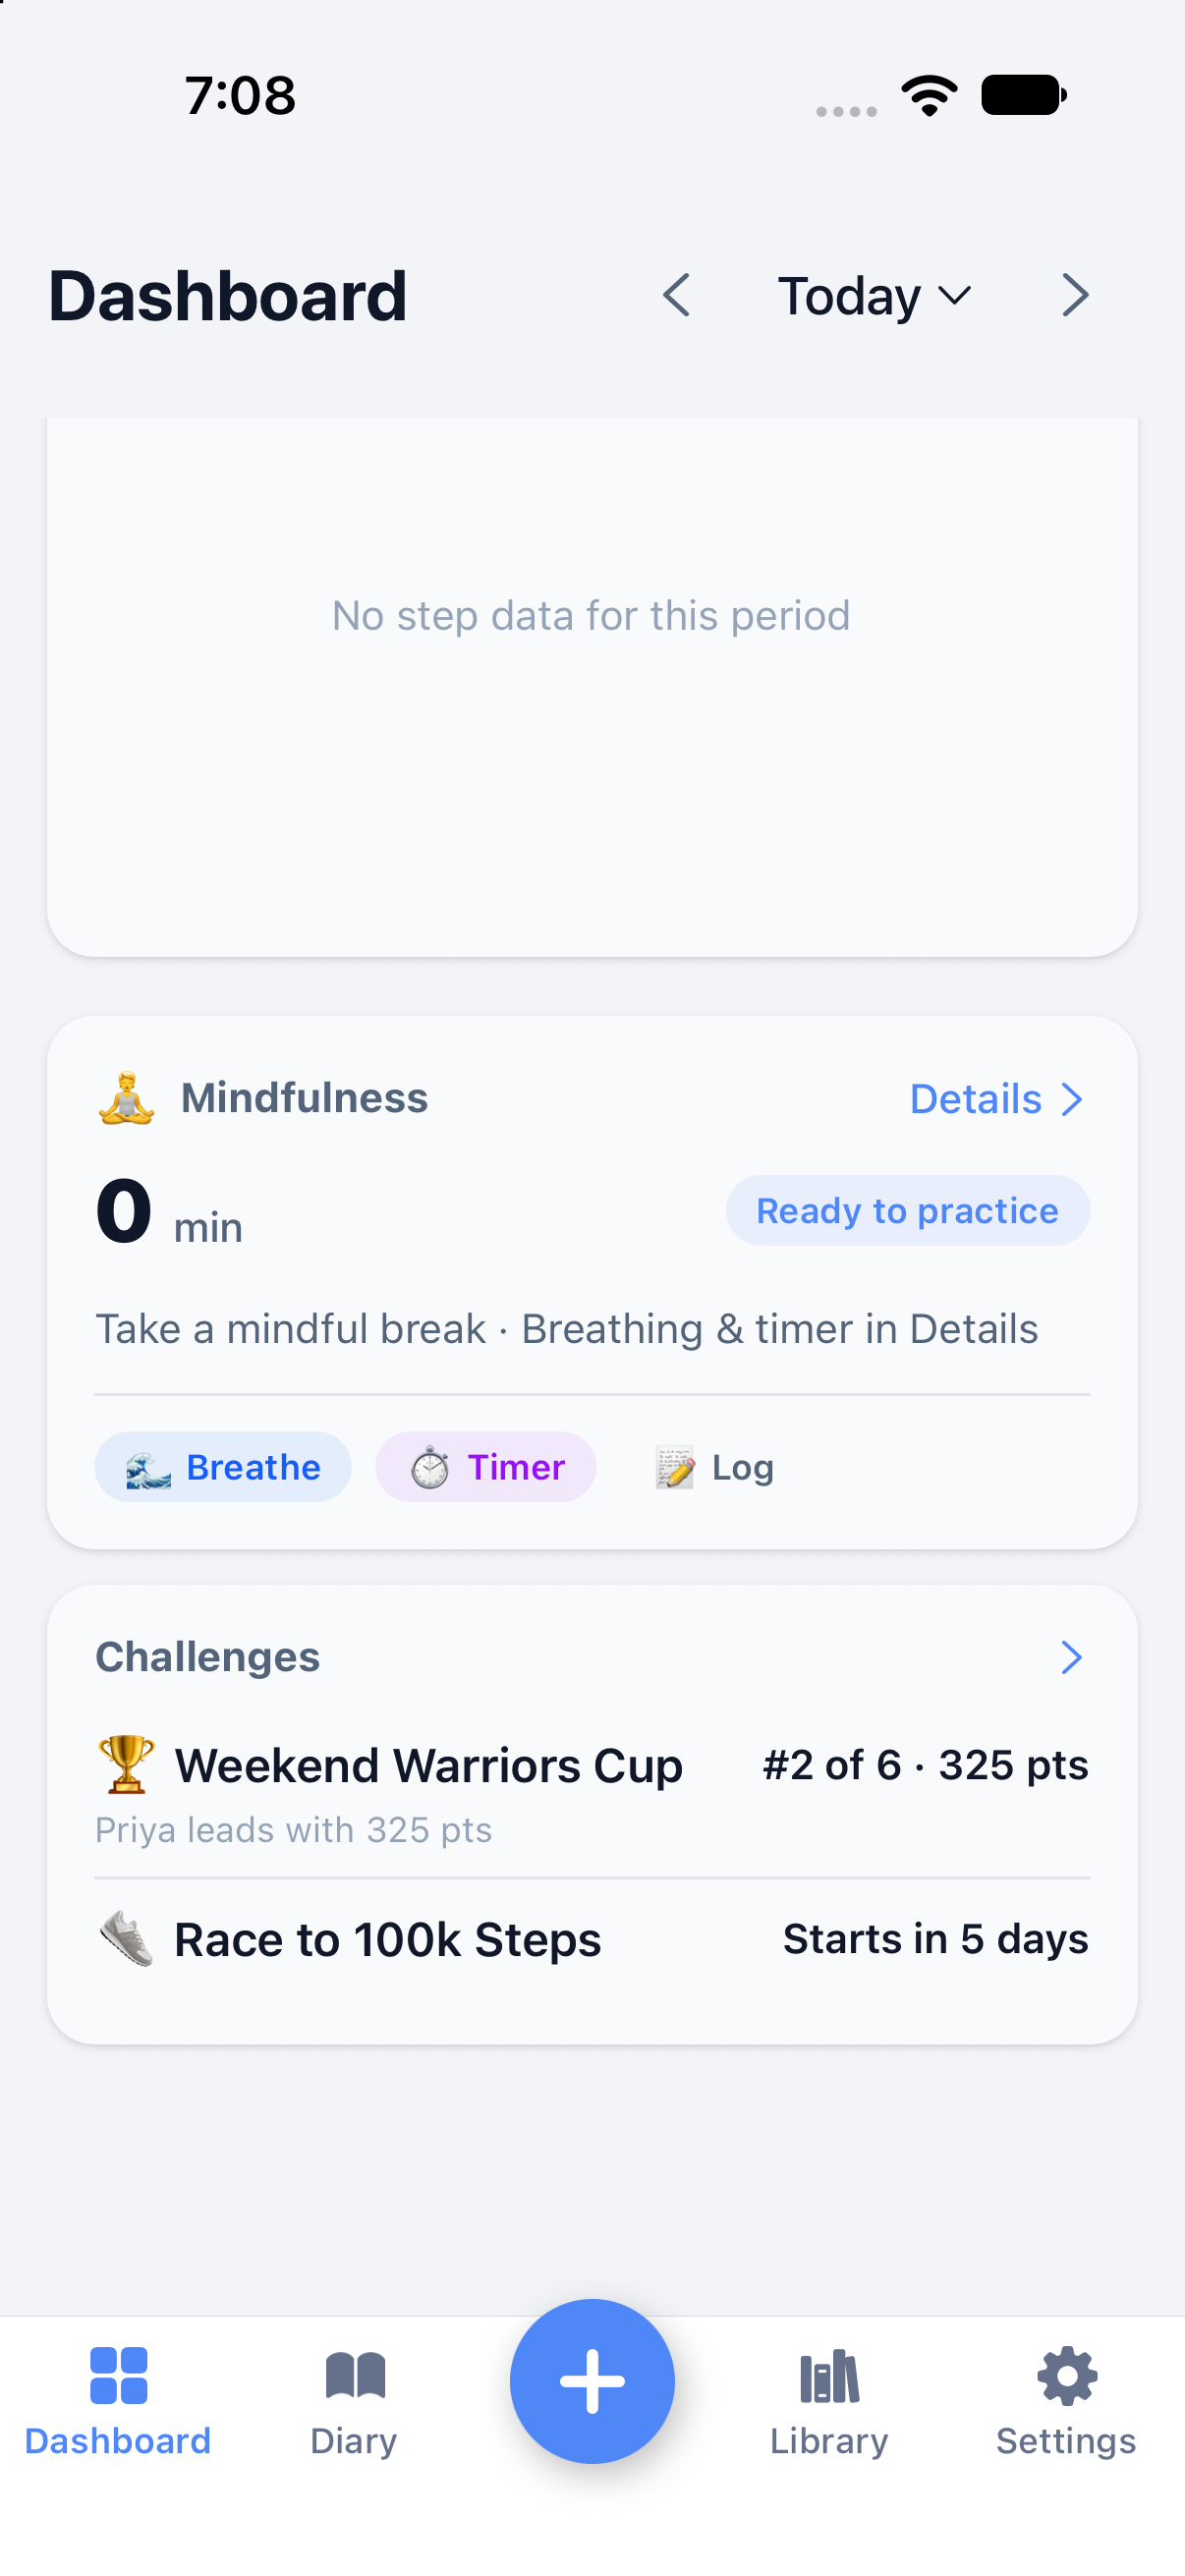 7:08
Dashboard
Today
No step data for this period
Mindfulness
Details
0 min
Ready to practice
Take a mindful break · Breathing & timer in Details
Breathe
Timer
Log
Challenges
Weekend Warriors Cup
#2 of 6 · 325 pts
Priya leads with 325 pts
Race to 100k Steps
Starts in 5 days
Dashboard
Diary
Library
Settings